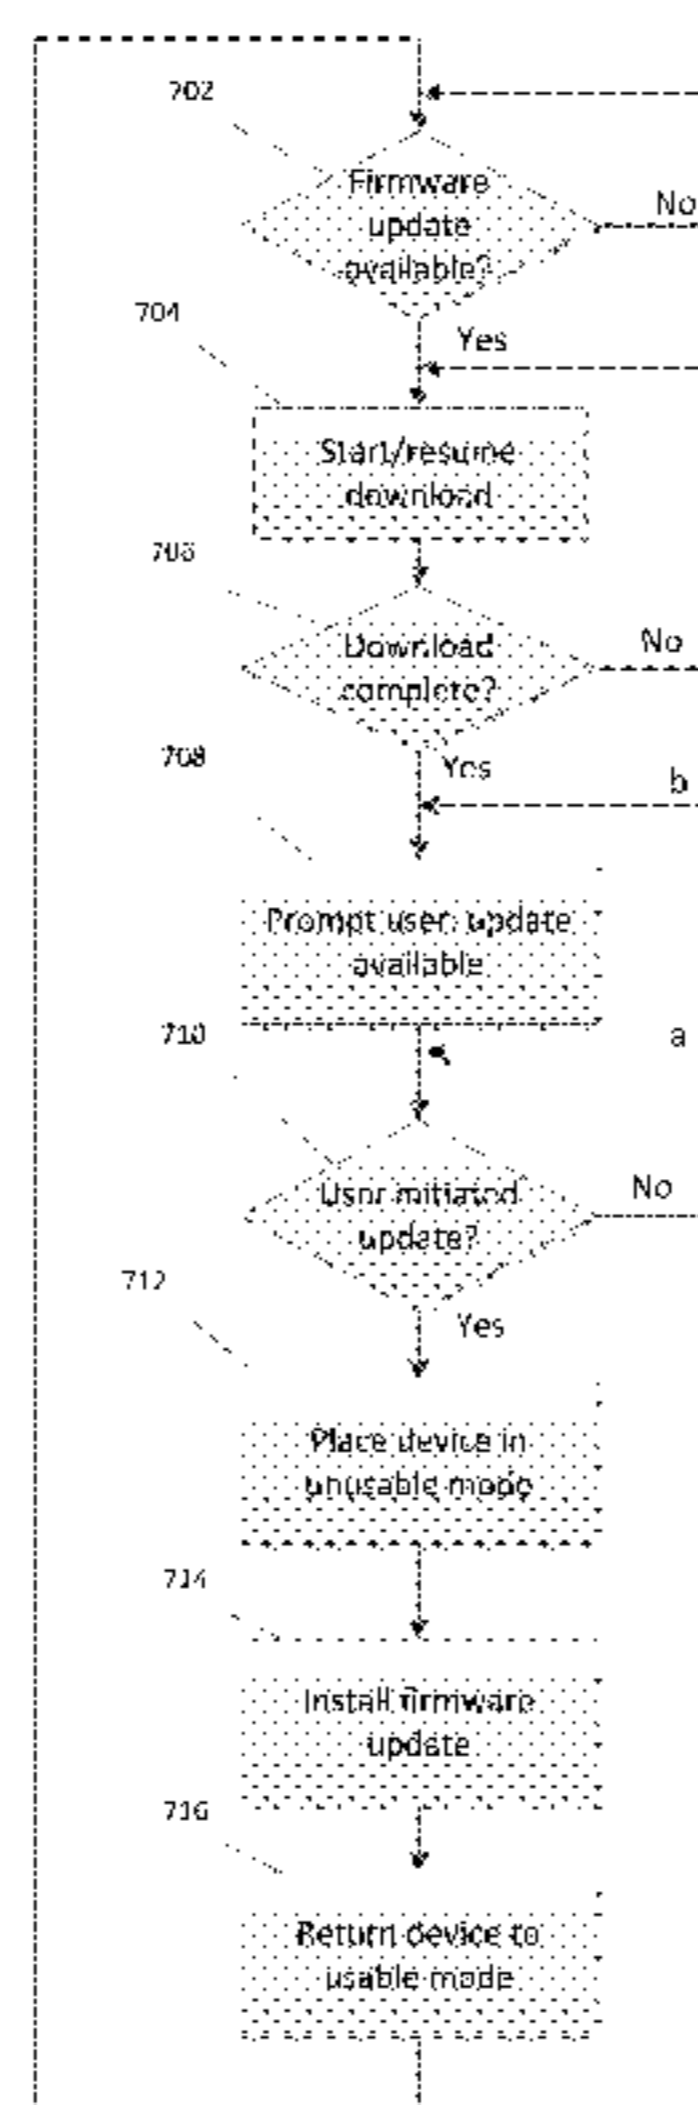 702
Firmware
update
available?
No
704
Yes
Start/resume
download
706
Download
complete?
No
708
Yes
b
Prompt user: update
available
710
a
User initiated
update?
No
712
Yes
Place device in
unusable mode
714
Install firmware
update
716
Return device to
usable mode